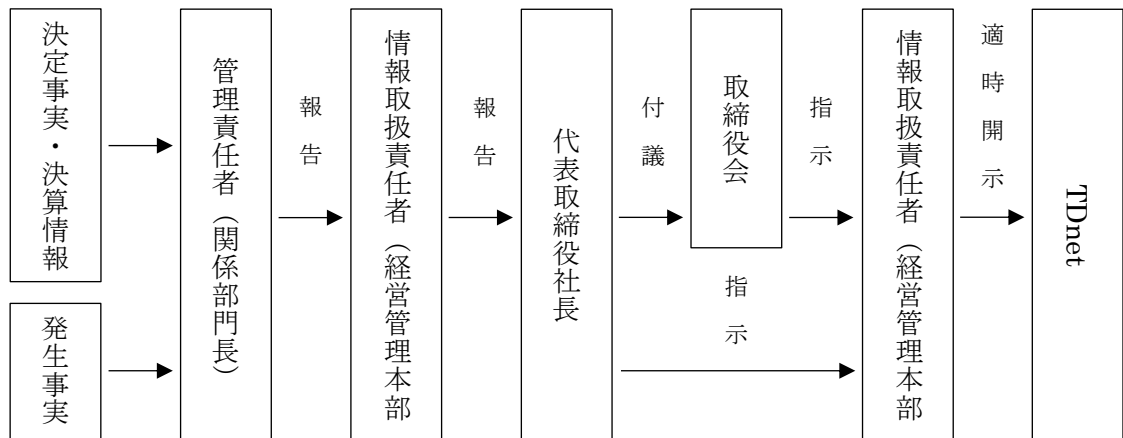 決定事実・決算情報
発生事実
管理責任者（関係部門長）
報告
情報取扱責任者（経営管理本部
報告
代表取締役社長
付議
取締役会
指示
指示
情報取扱責任者（経営管理本部
適時開示
TDnet